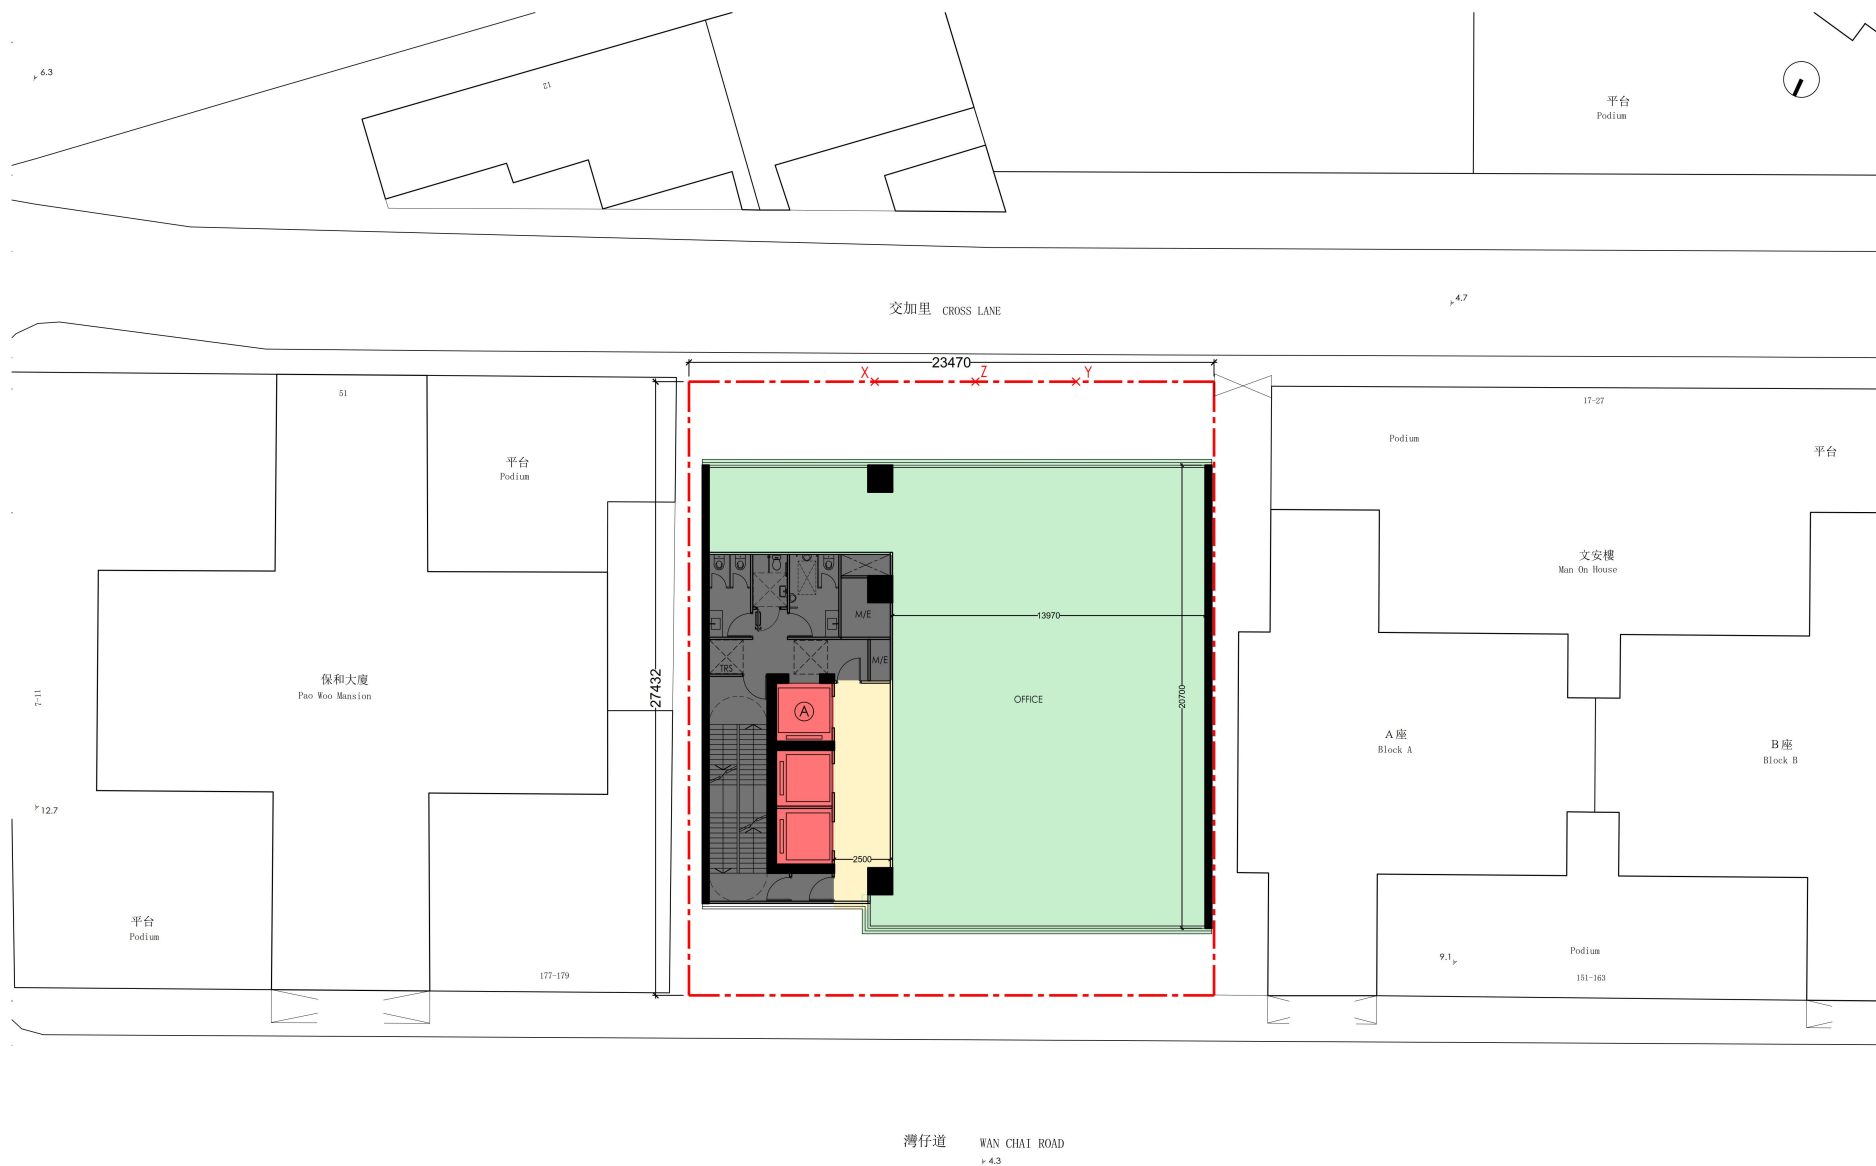 6.3
21
平台
Podium
交加里 CROSS LANE
4.7
23470
X
Z
Y
51
17-27
Podium
平台
平台
Podium
文安樓
Man On House
M/E
13970
保和大廈
Pao Woo Mansion
TRS
M/E
7-11
27432
OFFICE
20700
A
A座
Block A
B座
Block B
12.7
2500
平台
Podium
177-179
9.1
Podium
151-163
灣仔道 WAN CHAI ROAD
4.3